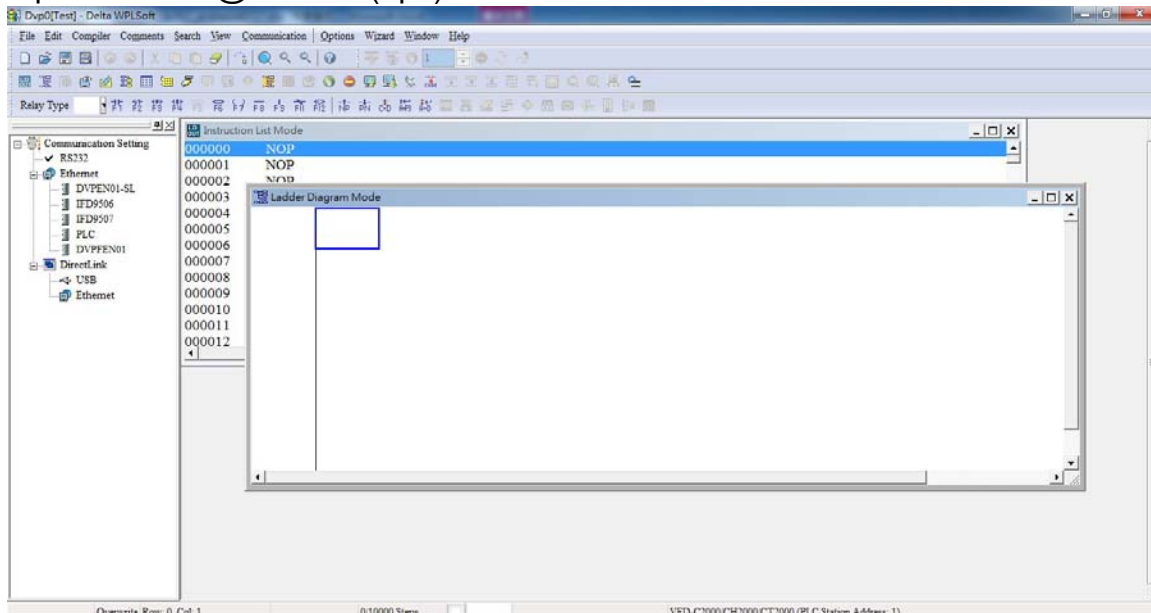 Dvp0[Test] - Delta WPLSoft
File Edit Compiler Comments Search View Communication Options Wizard Window Help
1
Relay Type
Communication Setting
RS232
Ethernet
DVPEN01-SL
IFD9506
IFD9507
PLC
DVPFEN01
DirectLink
USB
Ethernet
Instruction List Mode
000000 NOP
000001 NOP
000002 NOP
000003
000004
000005
000006
000007
000008
000009
000010
000011
000012
Ladder Diagram Mode
Overwrite Row: 0, Col: 1
0/10000 Steps
VFD-C2000/CH2000/CT2000 (PLC Station Address: 1)